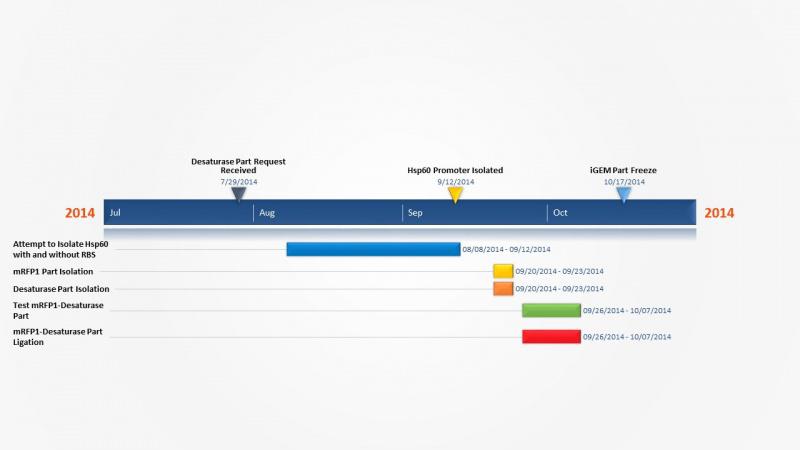 Desaturase Part Request
Received
7/29/2014
Hsp60 Promoter Isolated
9/12/2014
iGEM Part Freeze
10/17/2014
2014 Jul Aug Sep Oct 2014
Attempt to Isolate Hsp60
with and without RBS
08/08/2014 - 09/12/2014
mRFP1 Part Isolation 09/20/2014 - 09/23/2014
Desaturase Part Isolation 09/20/2014 - 09/23/2014
Test mRFP1-Desaturase
Part
09/26/2014 - 10/07/2014
mRFP1-Desaturase Part
Ligation
09/26/2014 - 10/07/2014